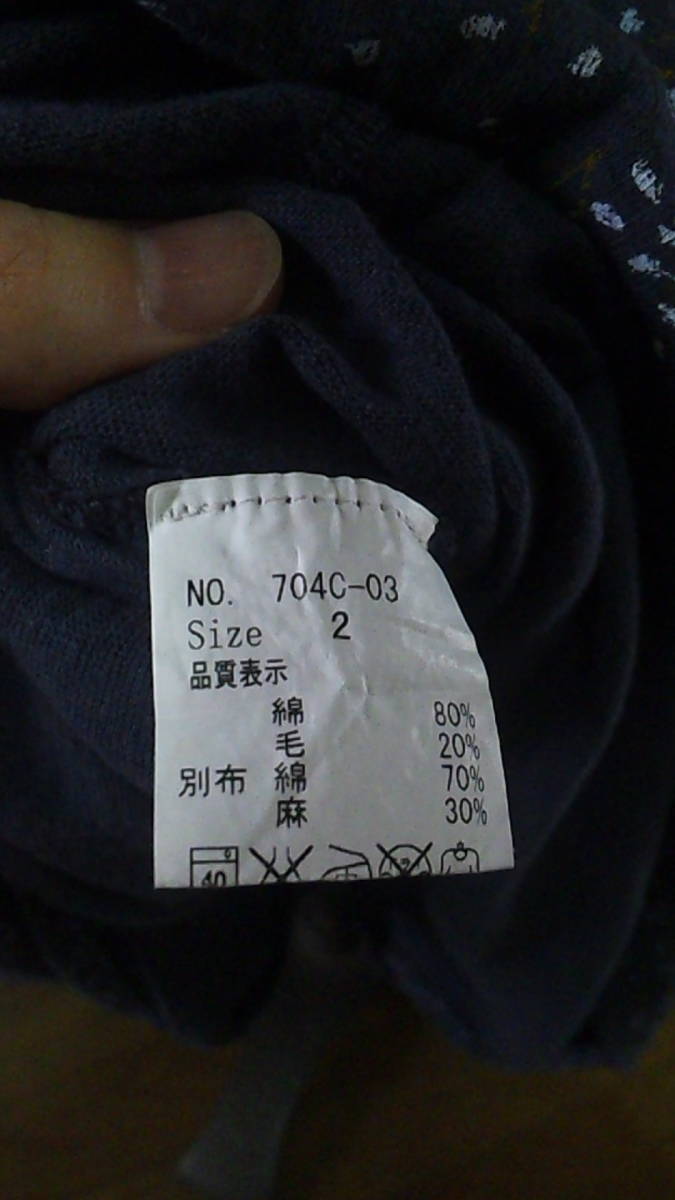 NO. 704C-03
Size 2
品質表示
綿 80%
毛 20%
別布 綿 70%
麻 30%
40